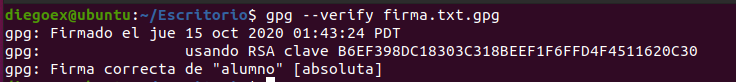 diegoex@ubuntu:~/Escritorio$ gpg --verify firma.txt.gpg
gpg: Firmado el jue 15 oct 2020 01:43:24 PDT
gpg: usando RSA clave B6EF398DC18303C318BEEF1F6FFD4F4511620C30
gpg: Firma correcta de "alumno" [absoluta]